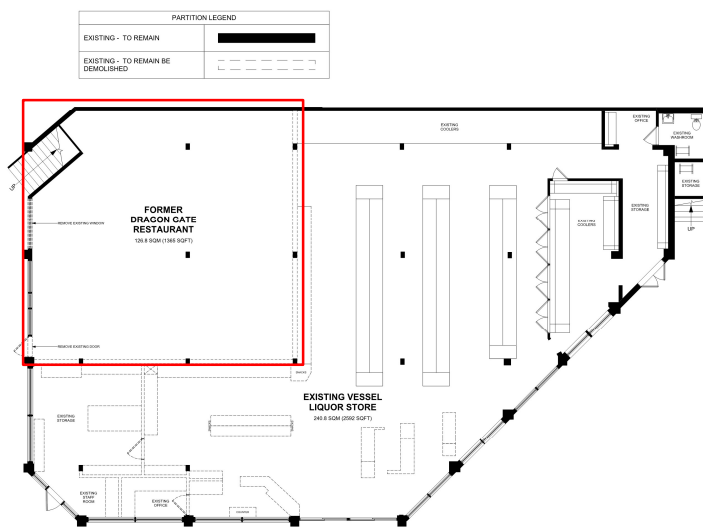 PARTITION LEGEND
EXISTING - TO REMAIN
EXISTING - TO REMAIN BE
DEMOLISHED
UP
FORMER
DRAGON GATE
RESTAURANT
126.8 SQM (1365 SQFT)
REMOVE EXISTING WINDOW
REMOVE EXISTING DOOR
EXISTING
COOLERS
EXISTING
OFFICE
EXISTING
WASHROOM
EXISTING
STORAGE
EXISTING
STORAGE
UP
EXISTING
COOLERS
EXISTING VESSEL
LIQUOR STORE
240.8 SQM (2592 SQFT)
EXISTING
STORAGE
EXISTING
STAFF
ROOM
EXISTING
OFFICE